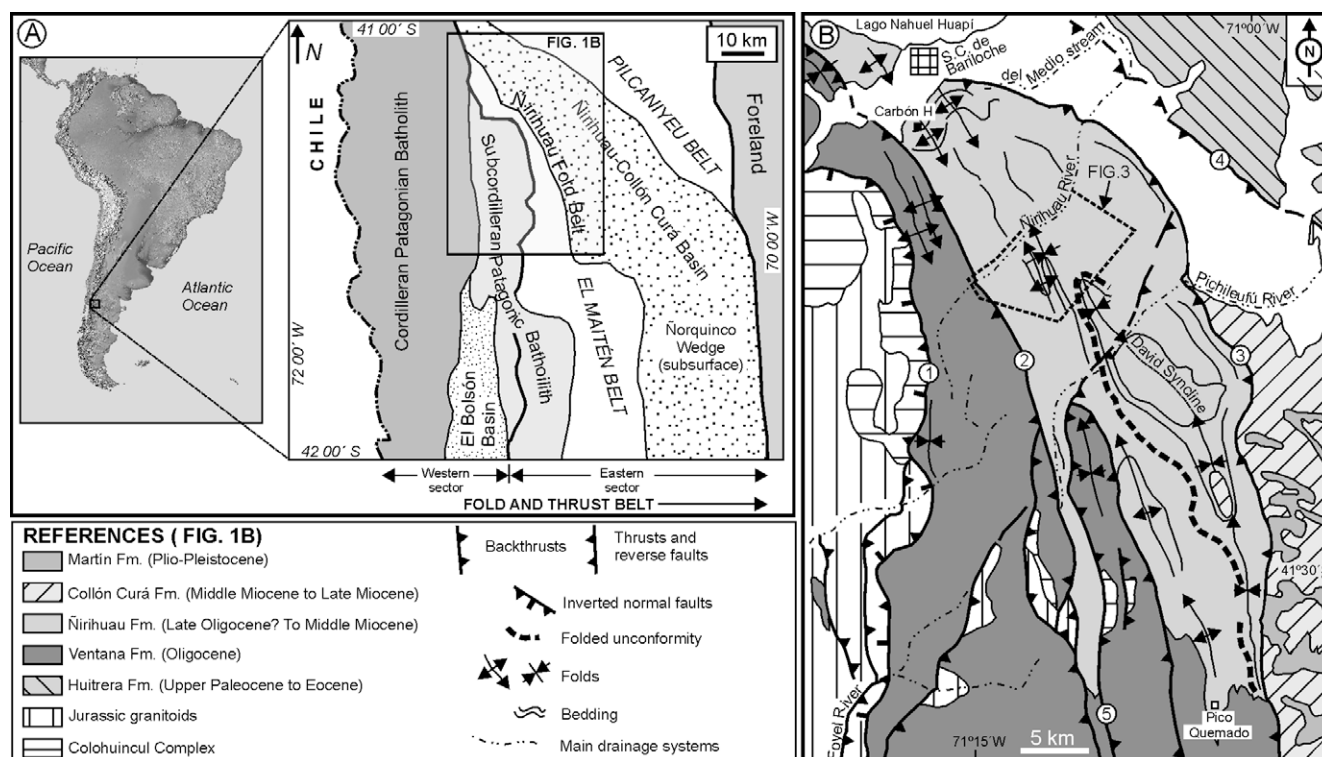 A
41 00´ S
FIG. 1B
10 km
N
Pacific
Ocean
Atlantic
Ocean
CHILE
72 00´ W
42 00´ S
70 00´W
Cordilleran Patagonian Batholith
Subcordilleran Patagonic Batholith
Ñirihuau Fold Belt
Ñirihuau-Collón Curá Basin
PILCANIYEU BELT
Foreland
EL MAITÉN BELT
El Bolsón
Basin
Ñorquinco
Wedge
(subsurface)
Western
sector
Eastern
sector
FOLD AND THRUST BELT
REFERENCES ( FIG. 1B)
Martín Fm. (Plio-Pleistocene)
Collón Curá Fm. (Middle Miocene to Late Miocene)
Ñirihuau Fm. (Late Oligocene? To Middle Miocene)
Ventana Fm. (Oligocene)
Huitrera Fm. (Upper Paleocene to Eocene)
Jurassic granitoids
Colohuincul Complex
Backthrusts
Thrusts and
reverse faults
Inverted normal faults
Folded unconformity
Folds
Bedding
Main drainage systems
B
Lago Nahuel Huapí
71º00´W
N
S.C. de
Bariloche
del Medio stream
Carbón H
4
FIG.3
Ñirihuau River
Pichileufú River
1
2
3
David Syncline
41º30´S
Foyel River
5
Pico
Quemado
71º15´W
5 km